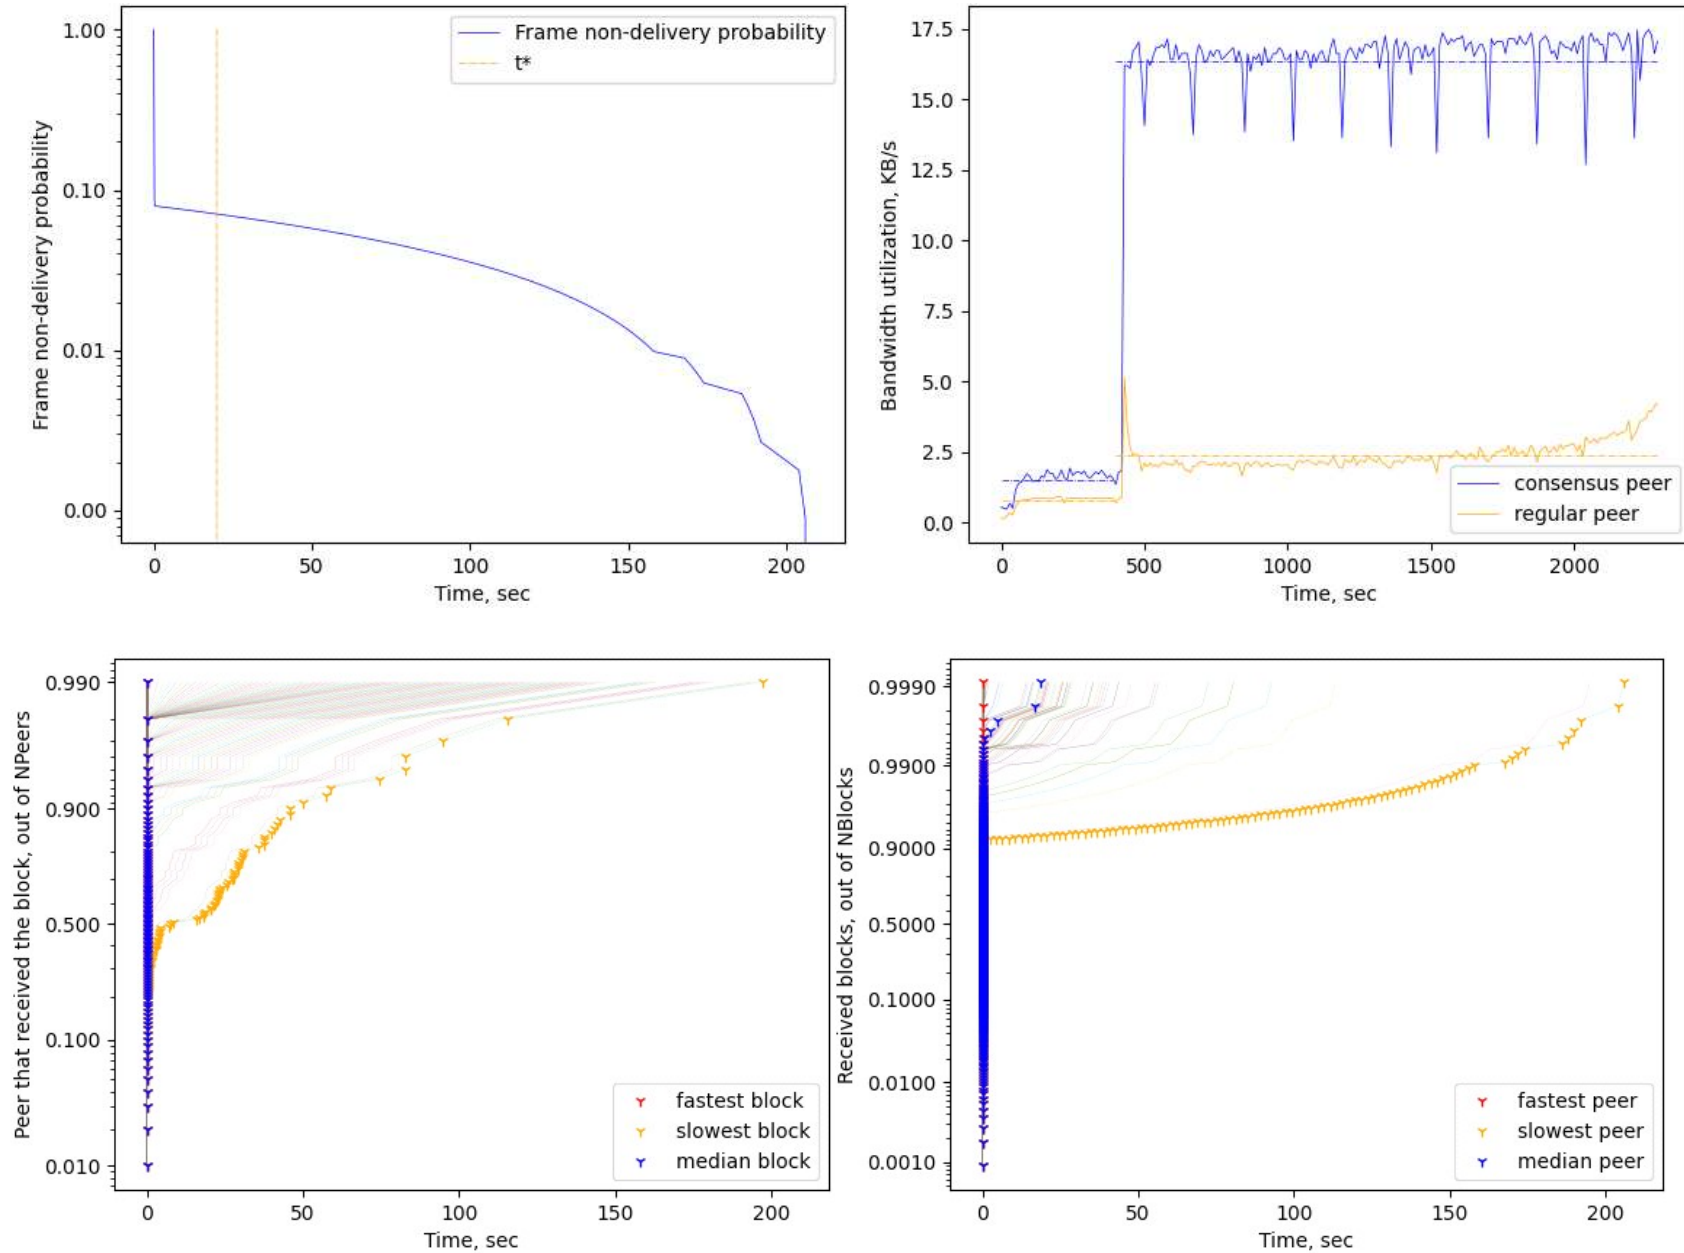 Frame non-delivery probability
1.00
0.10
0.01
0.00
0
50
100
150
200
Time, sec
Frame non-delivery probability
t*
Bandwidth utilization, KB/s
17.5
15.0
12.5
10.0
7.5
5.0
2.5
0.0
0
500
1000
1500
2000
Time, sec
consensus peer
regular peer
Peer that received the block, out of NPeers
0.990
0.900
0.500
0.100
0.010
0
50
100
150
200
Time, sec
fastest block
slowest block
median block
Received blocks, out of NBlocks
0.9990
0.9900
0.9000
0.5000
0.1000
0.0100
0.0010
0
50
100
150
200
Time, sec
fastest peer
slowest peer
median peer